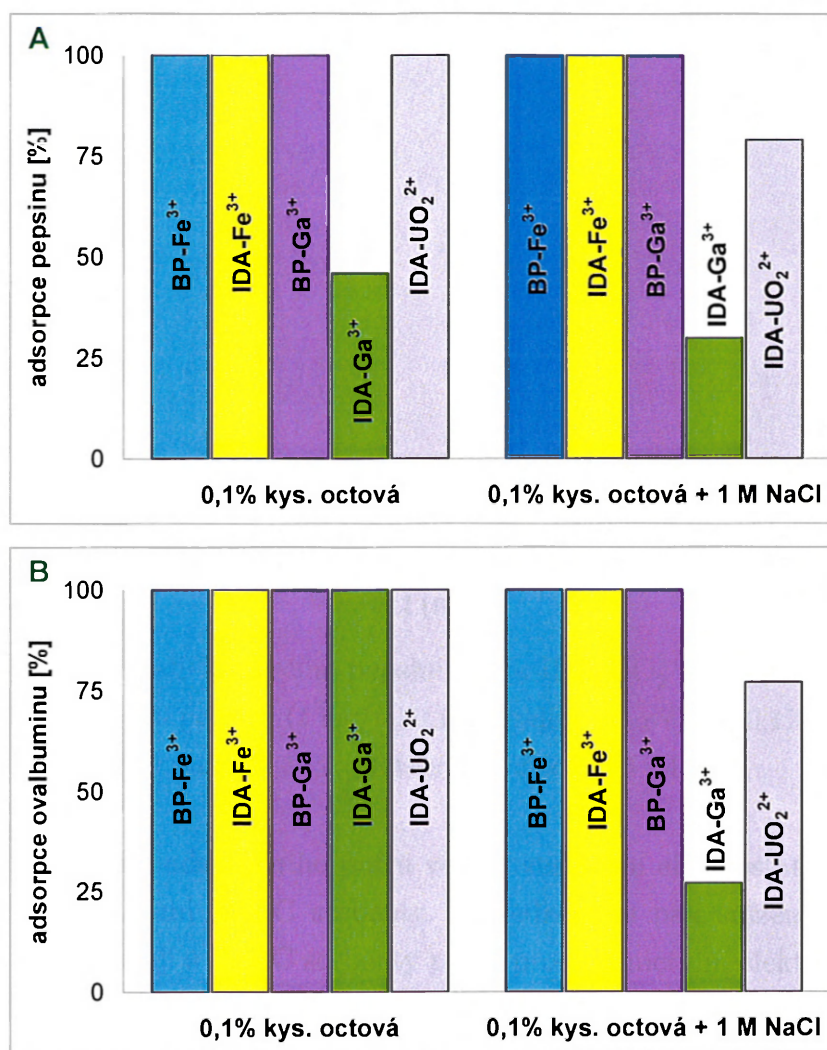 A
adsorpce pepsinu [%]
100
75
50
25
0
BP-Fe³⁺
IDA-Fe³⁺
BP-Ga³⁺
IDA-Ga³⁺
IDA-UO₂²⁺
BP-Fe³⁺
IDA-Fe³⁺
BP-Ga³⁺
IDA-Ga³⁺
IDA-UO₂²⁺
0,1% kys. octová
0,1% kys. octová + 1 M NaCl
B
adsorpce ovalbuminu [%]
100
75
50
25
0
BP-Fe³⁺
IDA-Fe³⁺
BP-Ga³⁺
IDA-Ga³⁺
IDA-UO₂²⁺
BP-Fe³⁺
IDA-Fe³⁺
BP-Ga³⁺
IDA-Ga³⁺
IDA-UO₂²⁺
0,1% kys. octová
0,1% kys. octová + 1 M NaCl